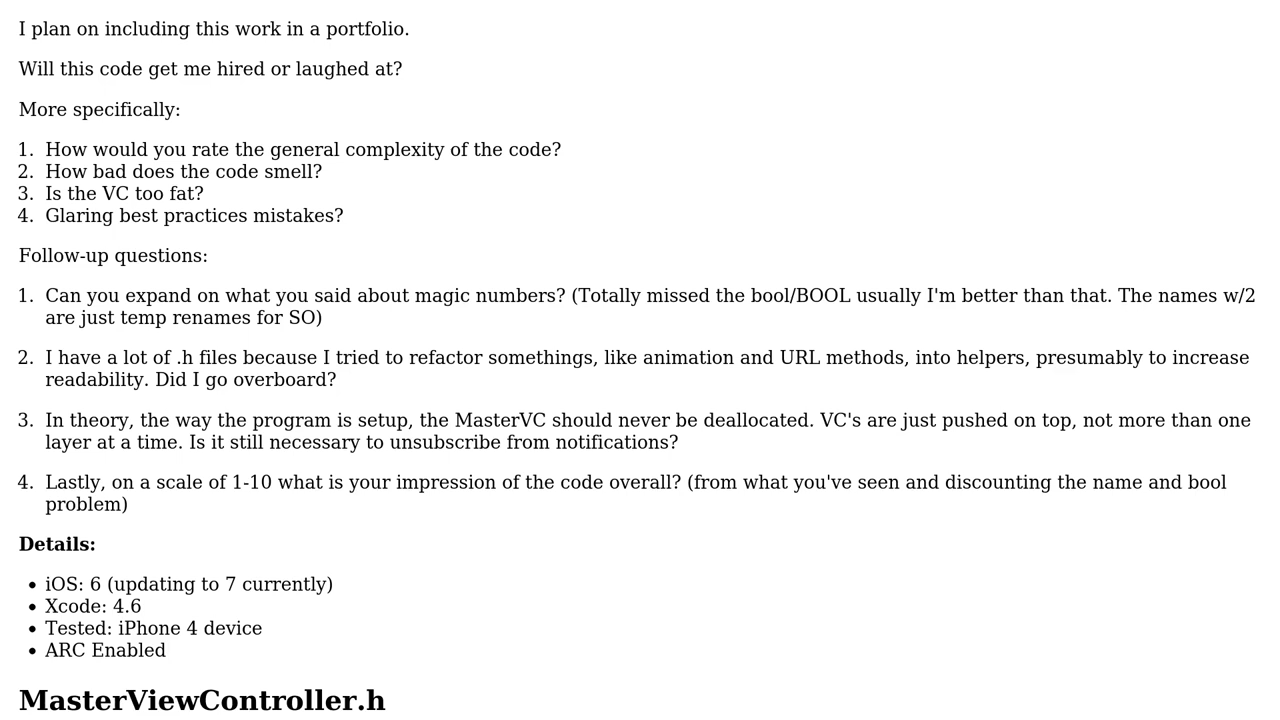 I plan on including this work in a portfolio.
Will this code get me hired or laughed at?
More specifically:
1. How would you rate the general complexity of the code?
2. How bad does the code smell?
3. Is the VC too fat?
4. Glaring best practices mistakes?
Follow-up questions:
1. Can you expand on what you said about magic numbers? (Totally missed the bool/BOOL usually I'm better than that. The names w/2
are just temp renames for SO)
2. I have a lot of .h files because I tried to refactor somethings, like animation and URL methods, into helpers, presumably to increase
readability. Did I go overboard?
3. In theory, the way the program is setup, the MasterVC should never be deallocated. VC's are just pushed on top, not more than one
layer at a time. Is it still necessary to unsubscribe from notifications?
4. Lastly, on a scale of 1-10 what is your impression of the code overall? (from what you've seen and discounting the name and bool
problem)
Details:
• iOS: 6 (updating to 7 currently)
• Xcode: 4.6
• Tested: iPhone 4 device
• ARC Enabled
MasterViewController.h